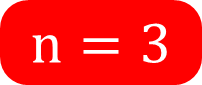 n = 3